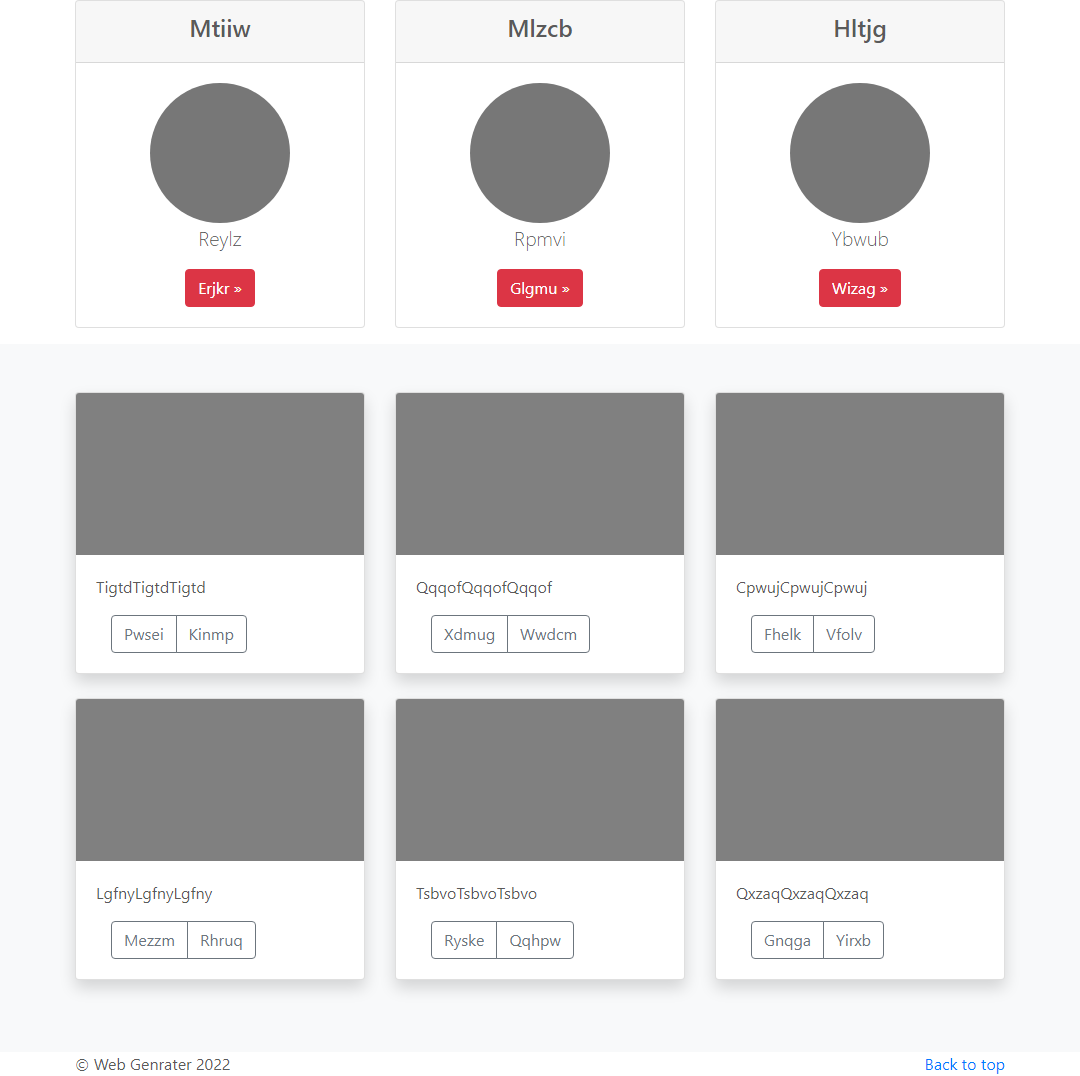 Mtiiw
Mlzcb
Hltjg
Reylz
Rpmvi
Ybwub
Erjkr »
Glgmu »
Wizag »
TigtdTigtdTigtd
QqqofQqqofQqqof
CpwujCpwujCpwuj
Pwsei Kinmp
Xdmug Wwdcm
Fhelk Vfolv
LgfnyLgfnyLgfny
TsbvoTsbvoTsbvo
QxzaqQxzaqQxzaq
Mezzm Rhruq
Ryske Qqhpw
Gnqga Yirxb
© Web Genrater 2022
Back to top